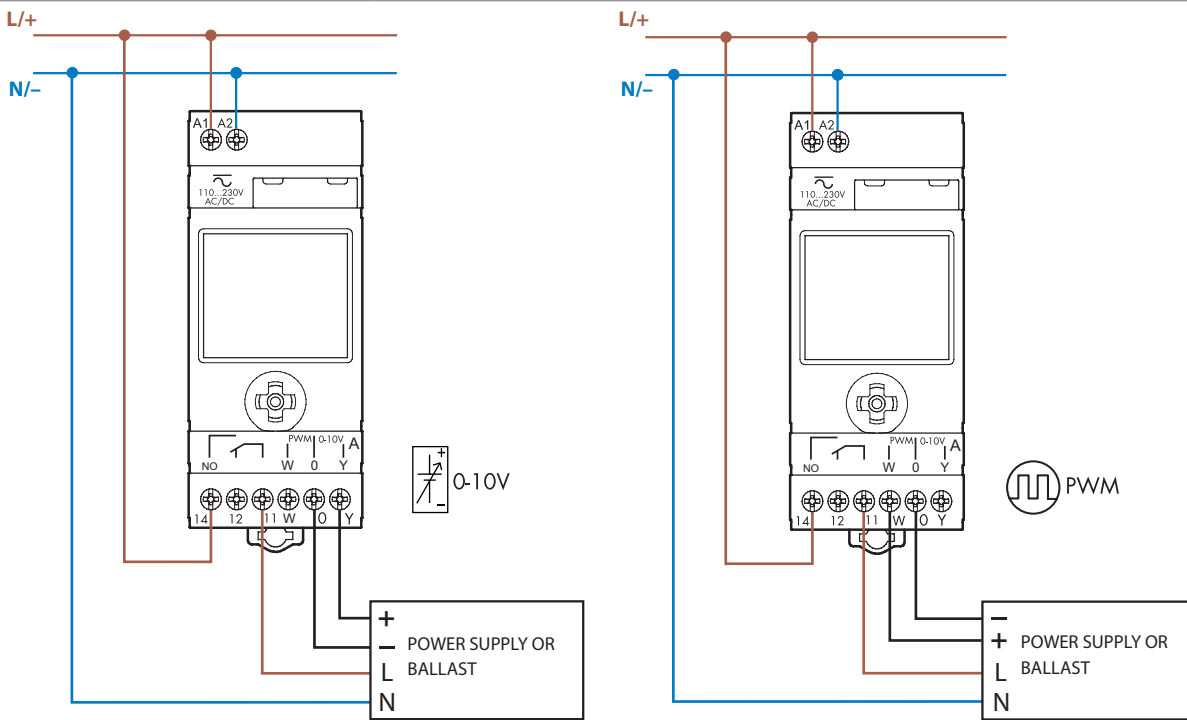 L/+
N/–
A1 A2
110...230V
AC/DC
PWM 0-10V A
NO W 0 Y
14 12 11 W 0 Y
0-10V
+
–
+
– POWER SUPPLY OR
L BALLAST
N
L/+
N/–
A1 A2
110...230V
AC/DC
PWM 0-10V A
NO W 0 Y
14 12 11 W 0 Y
PWM
–
+ POWER SUPPLY OR
L BALLAST
N